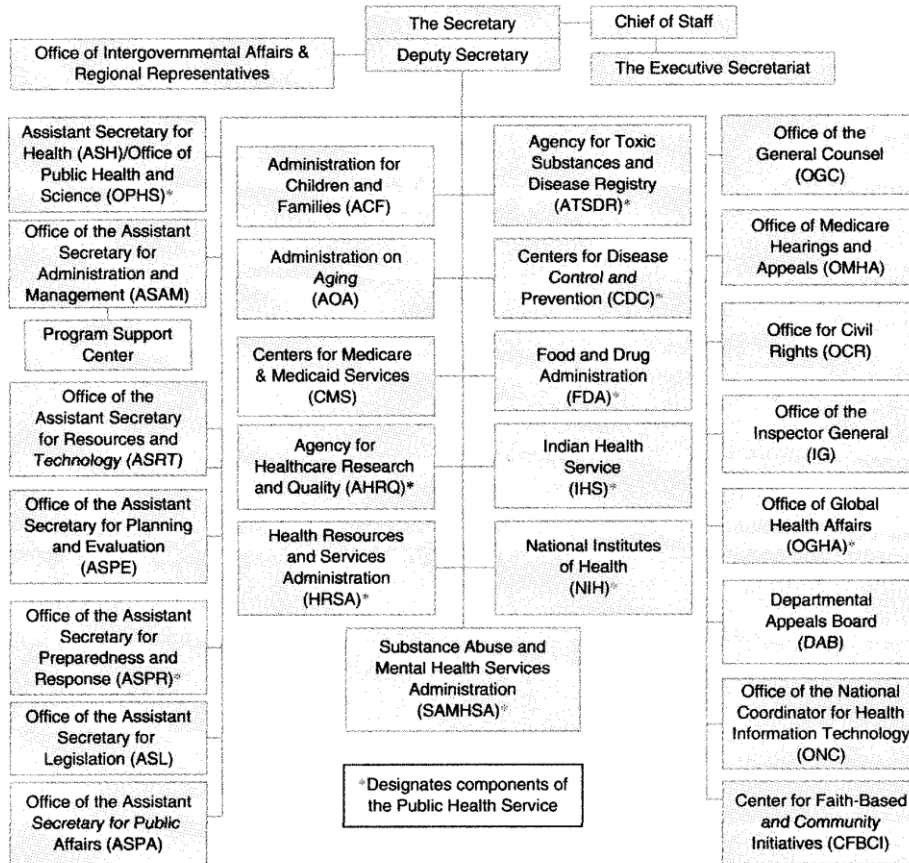 The Secretary
Deputy Secretary
Chief of Staff
The Executive Secretariat
Office of Intergovernmental Affairs &
Regional Representatives
Assistant Secretary for
Health (ASH)/Office of
Public Health and
Science (OPHS)*
Office of the Assistant
Secretary for
Administration and
Management (ASAM)
Program Support
Center
Office of the
Assistant Secretary
for Resources and
Technology (ASRT)
Office of the Assistant
Secretary for Planning
and Evaluation
(ASPE)
Office of the Assistant
Secretary for
Preparedness and
Response (ASPR)*
Office of the Assistant
Secretary for
Legislation (ASL)
Office of the Assistant
Secretary for Public
Affairs (ASPA)
Administration for
Children and
Families (ACF)
Administration on
Aging
(AOA)
Centers for Medicare
& Medicaid Services
(CMS)
Agency for
Healthcare Research
and Quality (AHRQ)*
Health Resources
and Services
Administration
(HRSA)*
Agency for Toxic
Substances and
Disease Registry
(ATSDR)*
Centers for Disease
Control and
Prevention (CDC)*
Food and Drug
Administration
(FDA)*
Indian Health
Service
(IHS)*
National Institutes
of Health
(NIH)*
Substance Abuse and
Mental Health Services
Administration
(SAMHSA)*
*Designates components of
the Public Health Service
Office of the
General Counsel
(OGC)
Office of Medicare
Hearings and
Appeals (OMHA)
Office for Civil
Rights (OCR)
Office of the
Inspector General
(IG)
Office of Global
Health Affairs
(OGHA)*
Departmental
Appeals Board
(DAB)
Office of the National
Coordinator for Health
Information Technology
(ONC)
Center for Faith-Based
and Community
Initiatives (CFBCI)